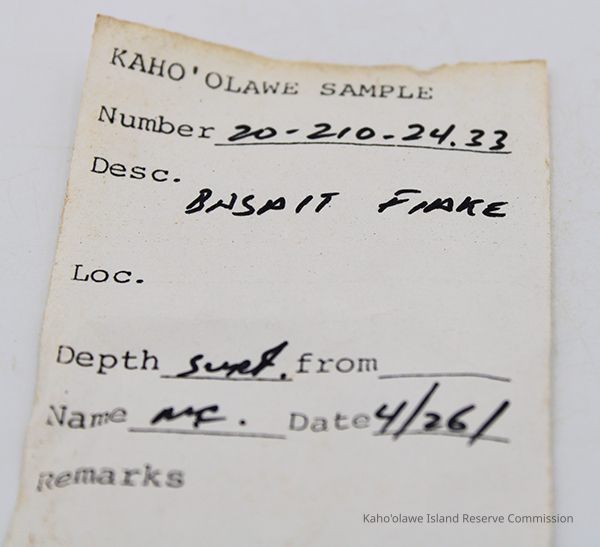 KAHO'OLAWE SAMPLE
Number 20-210-24.33
Desc.
BASALT FLAKE
Loc.
Depth surf. from
Name Date 4/26/
Remarks
Kaho'olawe Island Reserve Commission